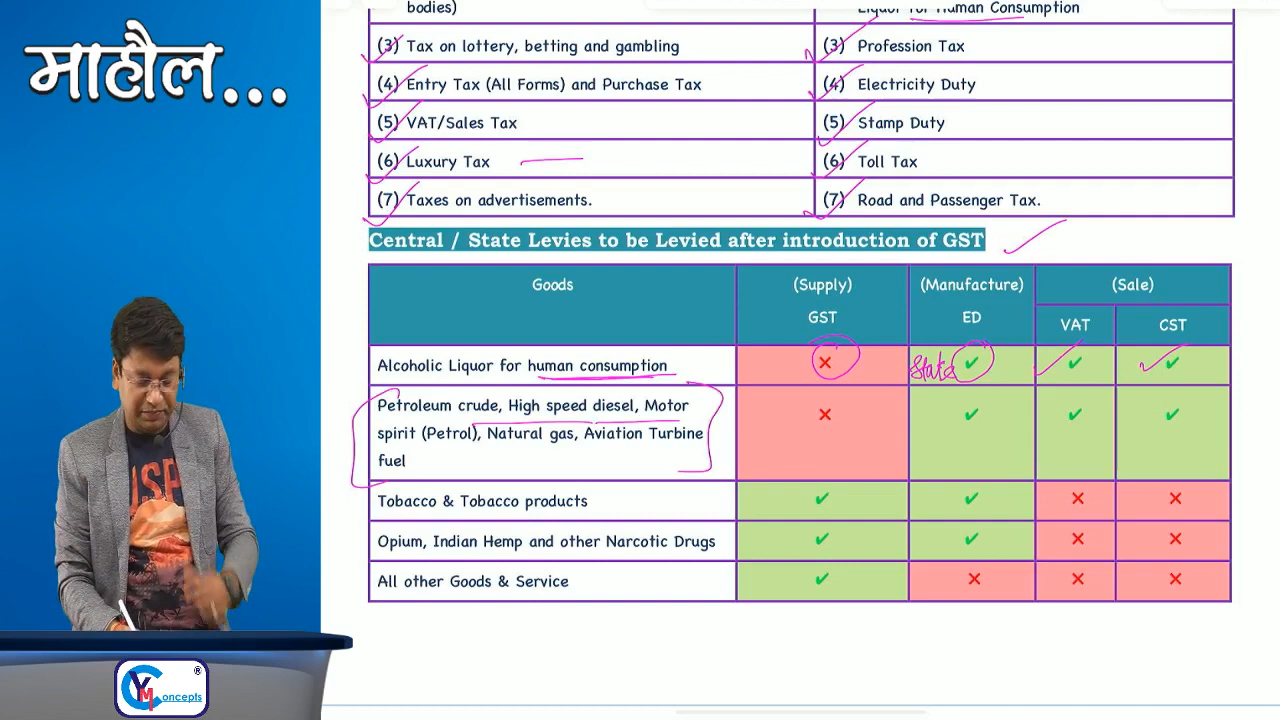 माहौल...
bodies)
Liquor for Human Consumption
(3) Tax on lottery, betting and gambling
(3) Profession Tax
(4) Entry Tax (All Forms) and Purchase Tax
(4) Electricity Duty
(5) VAT/Sales Tax
(5) Stamp Duty
(6) Luxury Tax
(6) Toll Tax
(7) Taxes on advertisements.
(7) Road and Passenger Tax.
Central / State Levies to be Levied after introduction of GST
Goods
(Supply)
GST
(Manufacture)
ED
(Sale)
VAT
CST
Alcoholic Liquor for human consumption
✗
State
✓
✓
✓
Petroleum crude, High speed diesel, Motor
spirit (Petrol), Natural gas, Aviation Turbine
fuel
✗
✓
✓
✓
Tobacco & Tobacco products
✓
✓
✗
✗
Opium, Indian Hemp and other Narcotic Drugs
✓
✓
✗
✗
All other Goods & Service
✓
✗
✗
✗
YM Concepts ®